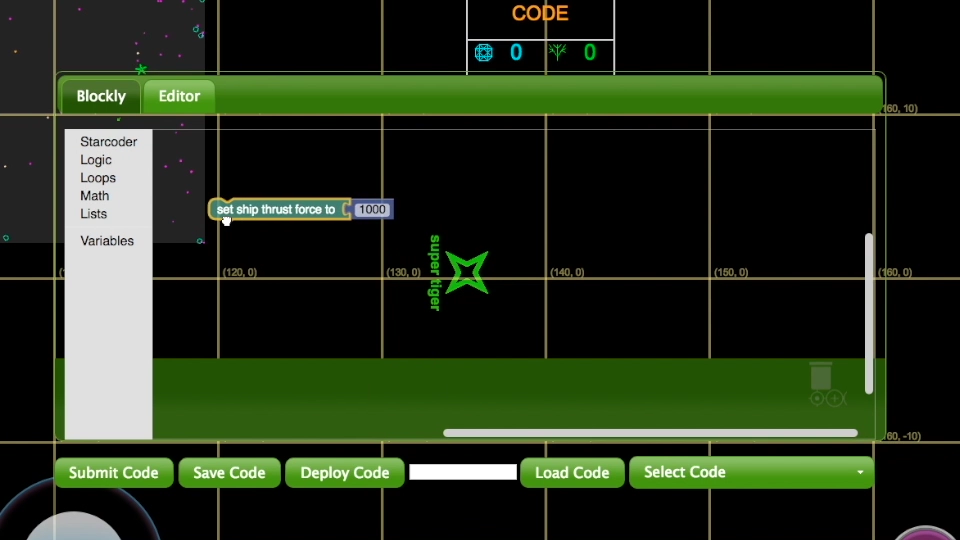 CODE
0 0
Blockly Editor
160, 10)
Starcoder
Logic
Loops
Math
Lists
Variables
set ship thrust force to 1000
super tiger
(120, 0) (130, 0) (140, 0) (150, 0) (160, 0)
60, -10)
Submit Code Save Code Deploy Code Load Code Select Code